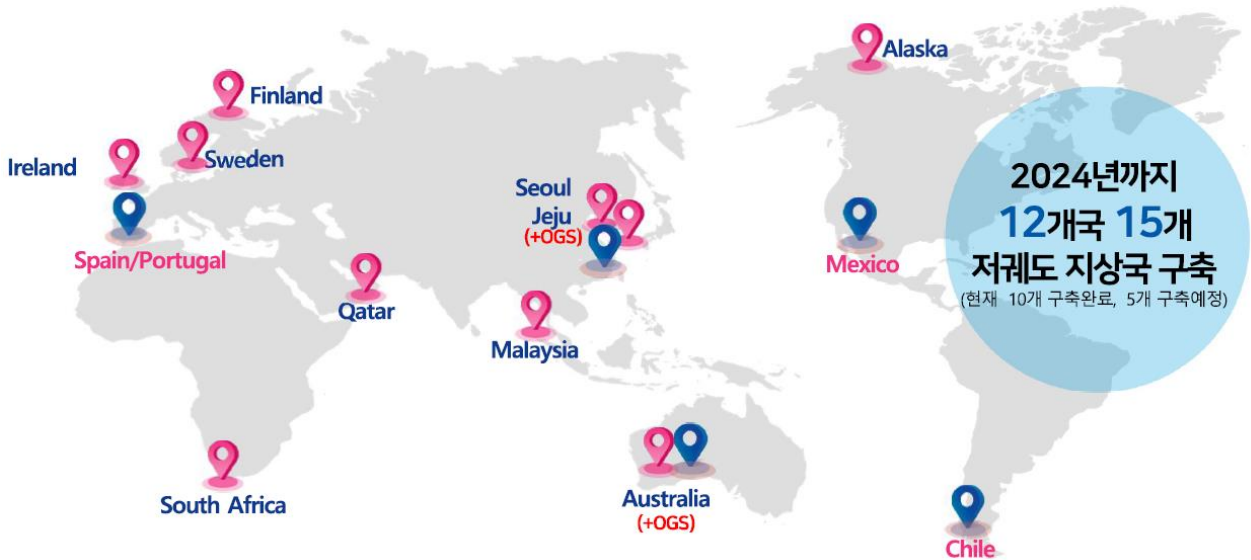 Alaska
Finland
Sweden
Ireland
Seoul
Jeju
(+OGS)
Spain/Portugal
Mexico
Qatar
Malaysia
South Africa
Australia
(+OGS)
Chile
2024년까지
12개국 15개
저궤도 지상국 구축
(현재 10개 구축완료, 5개 구축예정)